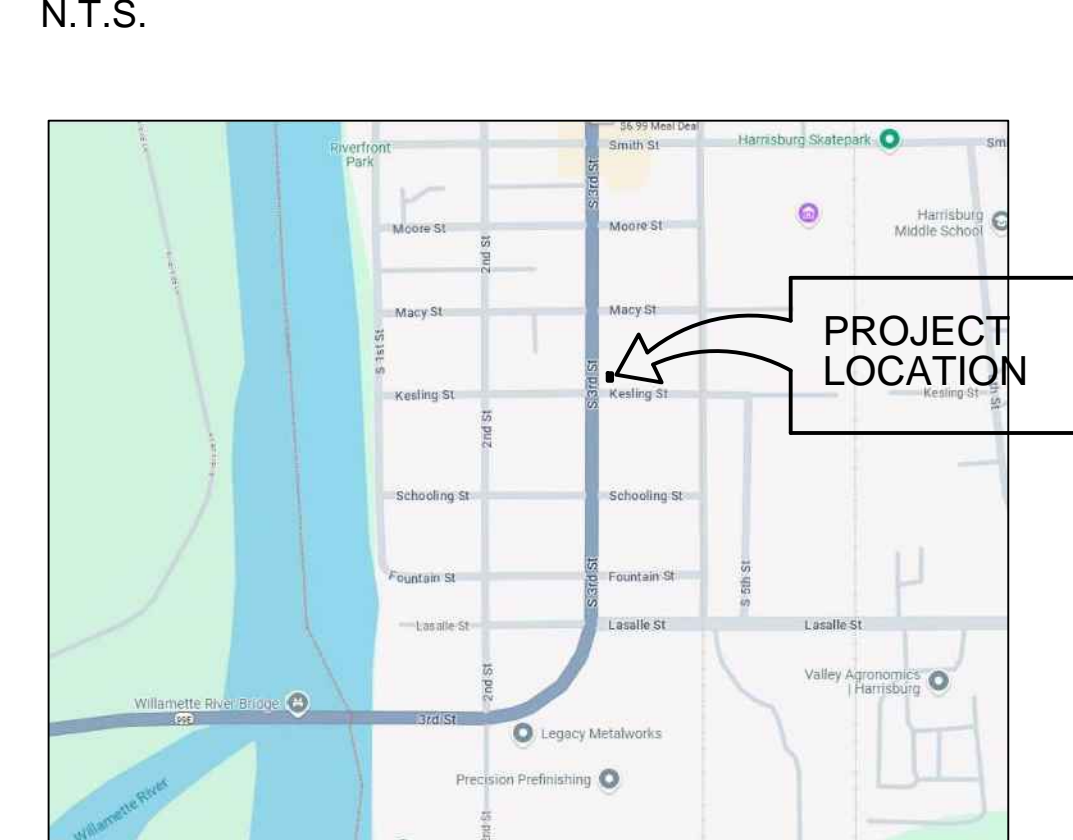 N.T.S.
$6.99 Meal Deal
Smith St
Harrisburg Skatepark
Sm
Riverfront
Park
S 3rd St
Moore St
Moore St
Harrisburg
Middle School
2nd St
Macy St
Macy St
PROJECT
LOCATION
S 1st St
S 3rd St
Kesling St
Kesling St
Kesling St
2nd St
Schooling St
Schooling St
Fountain St
S 3rd St
Fountain St
S 5th St
Lasalle St
Lasalle St
Lasalle St
2nd St
Valley Agronomics
| Harrisburg
Willamette River Bridge
99E
3rd St
Legacy Metalworks
Precision Prefinishing
Willamette River